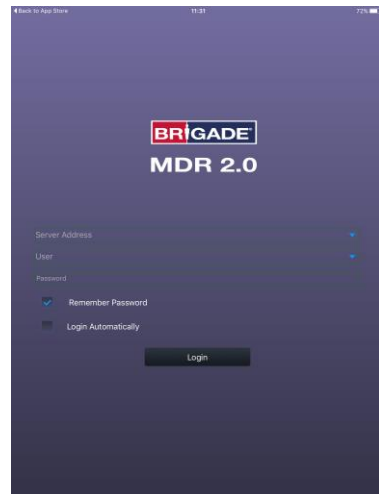 Back to App Store 11:31 72%
BRIGADE
MDR 2.0
Server Address
User
Password
Remember Password
Login Automatically
Login